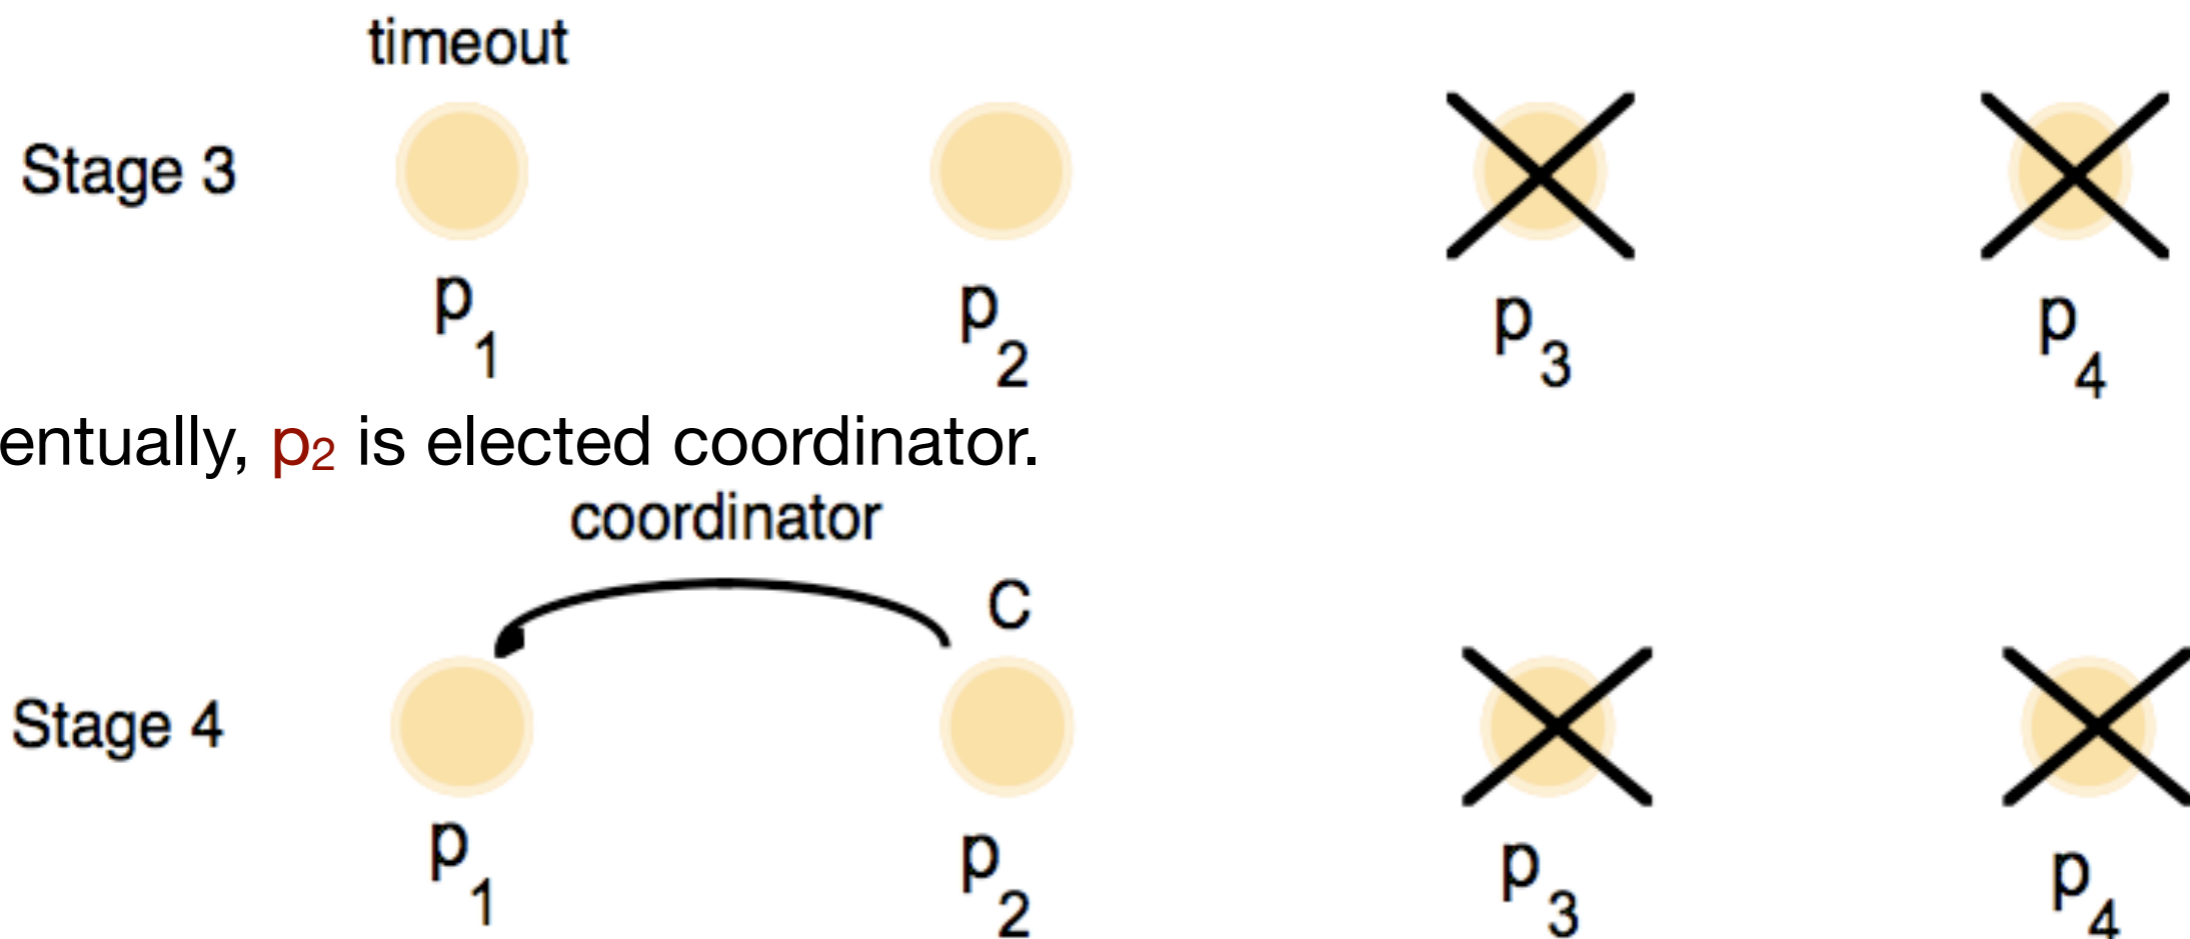 timeout
Stage 3
p1 p2 p3 p4
entually, p2 is elected coordinator.
coordinator
C
Stage 4
p1 p2 p3 p4